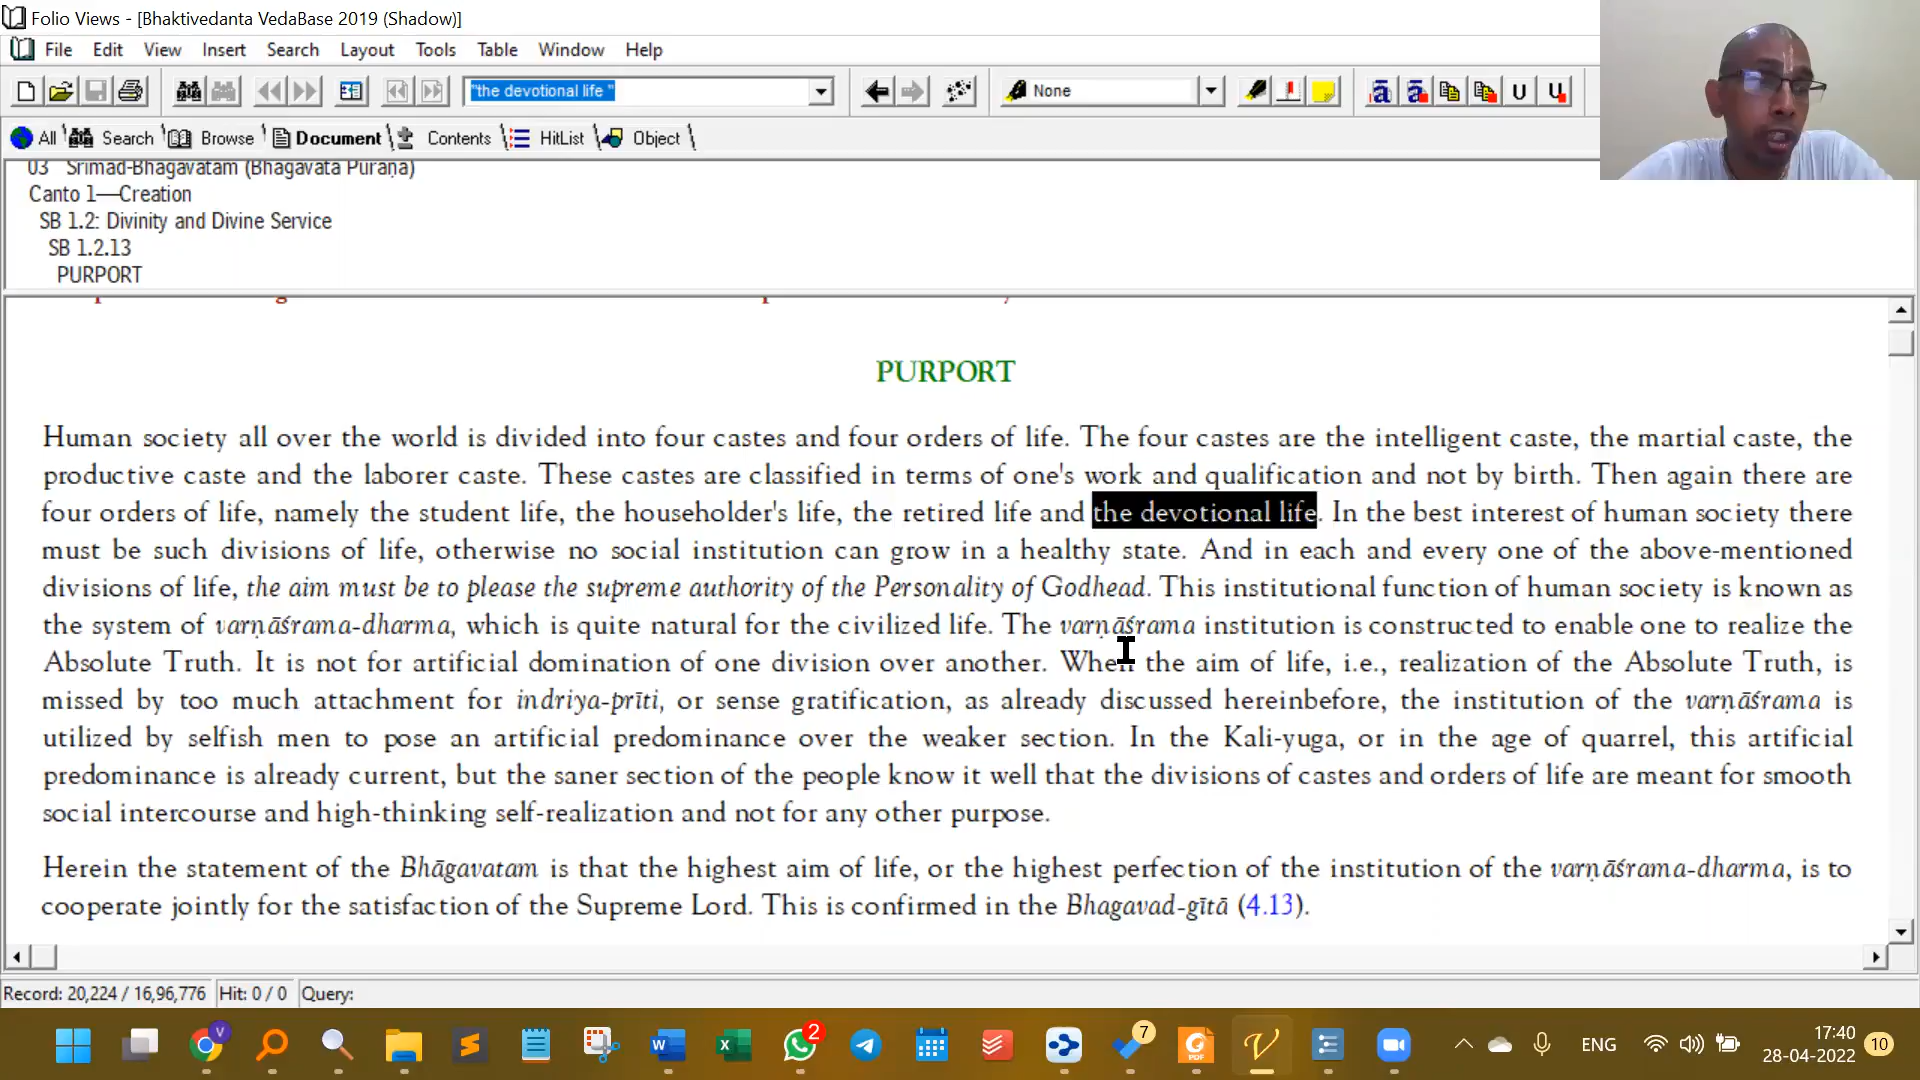 Folio Views - [Bhaktivedanta VedaBase 2019 (Shadow)]
File Edit View Insert Search Layout Tools Table Window Help
"the devotional life " None
All Search Browse Document Contents HitList Object
03 Srimad-Bhagavatam (Bhagavata Purāṇa)
Canto 1—Creation
SB 1.2: Divinity and Divine Service
SB 1.2.13
PURPORT
PURPORT
Human society all over the world is divided into four castes and four orders of life. The four castes are the intelligent caste, the martial caste, the
productive caste and the laborer caste. These castes are classified in terms of one's work and qualification and not by birth. Then again there are
four orders of life, namely the student life, the householder's life, the retired life and the devotional life. In the best interest of human society there
must be such divisions of life, otherwise no social institution can grow in a healthy state. And in each and every one of the above-mentioned
divisions of life, the aim must be to please the supreme authority of the Personality of Godhead. This institutional function of human society is known as
the system of varṇāśrama-dharma, which is quite natural for the civilized life. The varṇāśrama institution is constructed to enable one to realize the
Absolute Truth. It is not for artificial domination of one division over another. When the aim of life, i.e., realization of the Absolute Truth, is
missed by too much attachment for indriya-prīti, or sense gratification, as already discussed hereinbefore, the institution of the varṇāśrama is
utilized by selfish men to pose an artificial predominance over the weaker section. In the Kali-yuga, or in the age of quarrel, this artificial
predominance is already current, but the saner section of the people know it well that the divisions of castes and orders of life are meant for smooth
social intercourse and high-thinking self-realization and not for any other purpose.
Herein the statement of the Bhāgavatam is that the highest aim of life, or the highest perfection of the institution of the varṇāśrama-dharma, is to
cooperate jointly for the satisfaction of the Supreme Lord. This is confirmed in the Bhagavad-gītā (4.13).
Record: 20,224 / 16,96,776 Hit: 0 / 0 Query:
V 2 7 ENG 17:40 10
28-04-2022